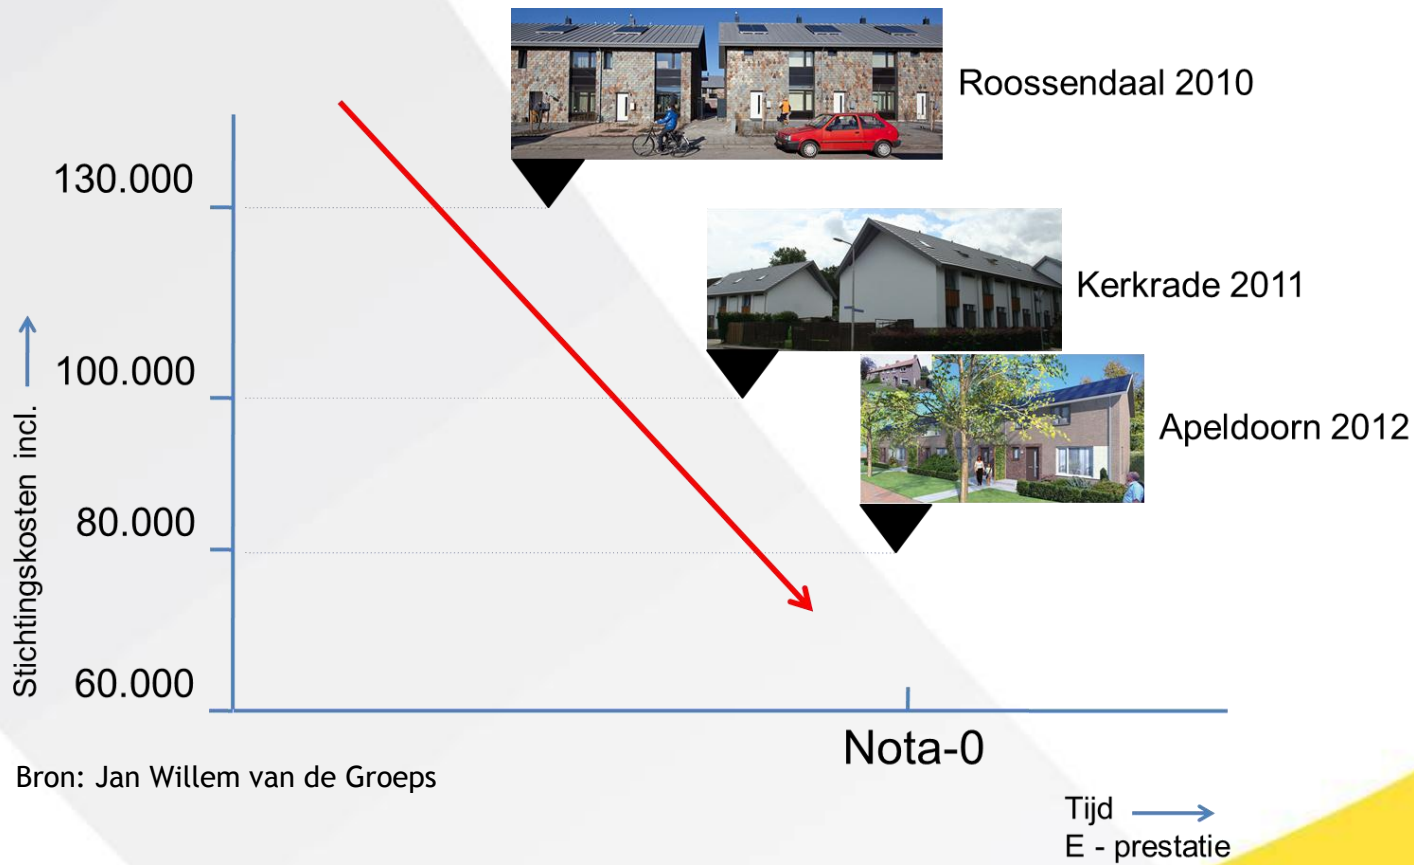 Roossendaal 2010
130.000
Kerkrade 2011
100.000
Apeldoorn 2012
80.000
60.000
Stichtingskosten incl.
Nota-0
Bron: Jan Willem van de Groeps
Tijd
E - prestatie